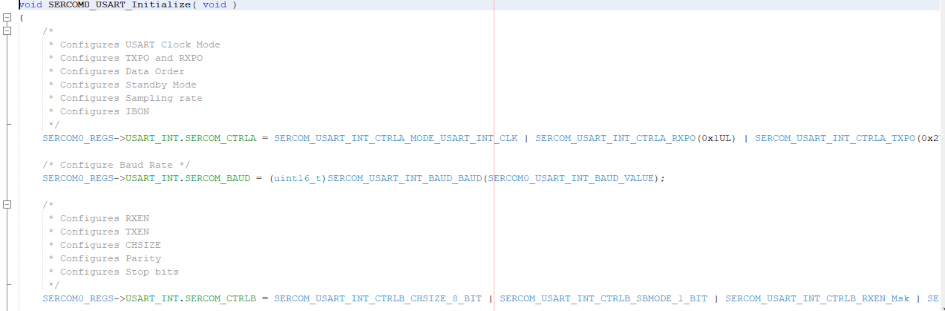 void SERCOM0_USART_Initialize( void )
{
/*
* Configures USART Clock Mode
* Configures TXPO and RXPO
* Configures Data Order
* Configures Standby Mode
* Configures Sampling rate
* Configures IBON
*/
SERCOM0_REGS->USART_INT.SERCOM_CTRLA = SERCOM_USART_INT_CTRLA_MODE_USART_INT_CLK | SERCOM_USART_INT_CTRLA_RXPO(0x1UL) | SERCOM_USART_INT_CTRLA_TXPO(0x2
/* Configure Baud Rate */
SERCOM0_REGS->USART_INT.SERCOM_BAUD = (uint16_t)SERCOM_USART_INT_BAUD_BAUD(SERCOM0_USART_INT_BAUD_VALUE);
/*
* Configures RXEN
* Configures TXEN
* Configures CHSIZE
* Configures Parity
* Configures Stop bits
*/
SERCOM0_REGS->USART_INT.SERCOM_CTRLB = SERCOM_USART_INT_CTRLB_CHSIZE_8_BIT | SERCOM_USART_INT_CTRLB_SBMODE_1_BIT | SERCOM_USART_INT_CTRLB_RXEN_Msk | SE